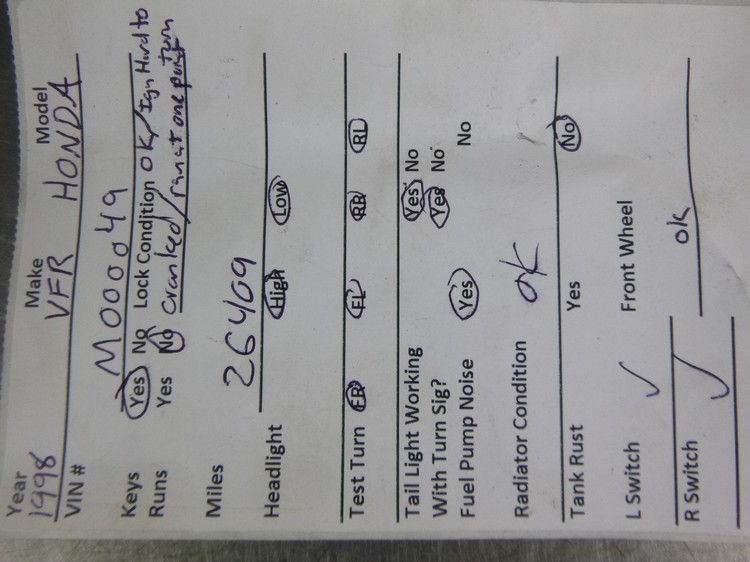 Year Make Model
1998 VFR HONDA
VIN # M000049
Keys Yes No Lock Condition OK/Ign Hard to Turn
Runs Yes No Cranked/ran at one point
Miles 26409
Headlight High Low
Test Turn FR FL RR RL
Tail Light Working Yes No
With Turn Sig? Yes No
Fuel Pump Noise Yes No
Radiator Condition OK
Tank Rust Yes No
L Switch ✓ Front Wheel
R Switch ✓ ok